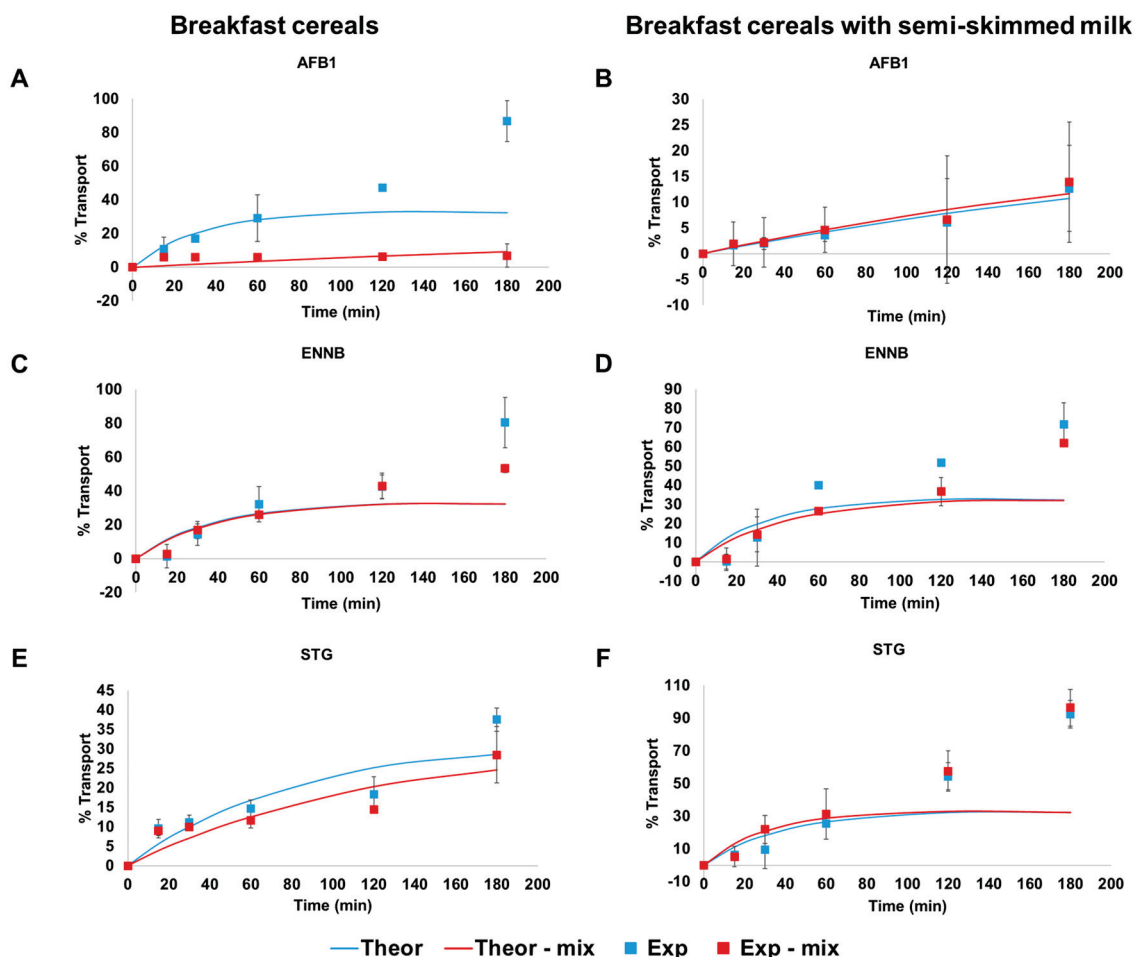 Breakfast cereals
Breakfast cereals with semi-skimmed milk
A
AFB1
% Transport
100
80
60
40
20
0
-20
0 20 40 60 80 100 120 140 160 180 200
Time (min)
B
AFB1
% Transport
30
25
20
15
10
5
0
-5
-10
0 20 40 60 80 100 120 140 160 180 200
Time (min)
C
ENNB
% Transport
100
80
60
40
20
0
-20
0 20 40 60 80 100 120 140 160 180 200
Time (min)
D
ENNB
% Transport
90
80
70
60
50
40
30
20
10
0
-10
0 20 40 60 80 100 120 140 160 180 200
Time (min)
E
STG
% Transport
45
40
35
30
25
20
15
10
5
0
0 20 40 60 80 100 120 140 160 180 200
Time (min)
F
STG
% Transport
110
90
70
50
30
10
-10
0 20 40 60 80 100 120 140 160 180 200
Time (min)
Theor Theor - mix Exp Exp - mix